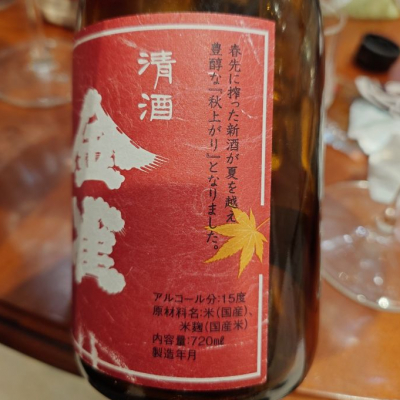 清酒
金雀
春先に搾った新酒が夏を越え
豊醇な『秋上がり』となりました。
アルコール分:15度
原材料名:米(国産)、
米麹(国産米)
内容量:720㎖
製造年月